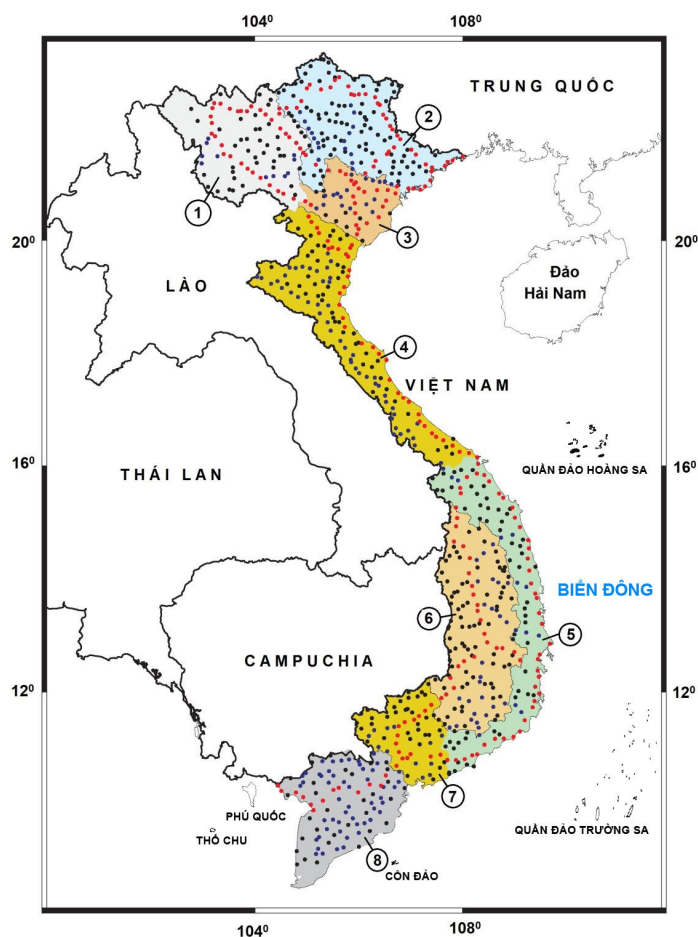 104⁰
108⁰
TRUNG QUỐC
2
1
3
20⁰
20⁰
Đảo
Hải Nam
LÀO
4
VIỆT NAM
16⁰
16⁰
QUẦN ĐẢO HOÀNG SA
THÁI LAN
BIỂN ĐÔNG
6
5
CAMPUCHIA
12⁰
12⁰
7
PHÚ QUỐC
THỔ CHU
QUẦN ĐẢO TRƯỜNG SA
8
CÔN ĐẢO
104⁰
108⁰